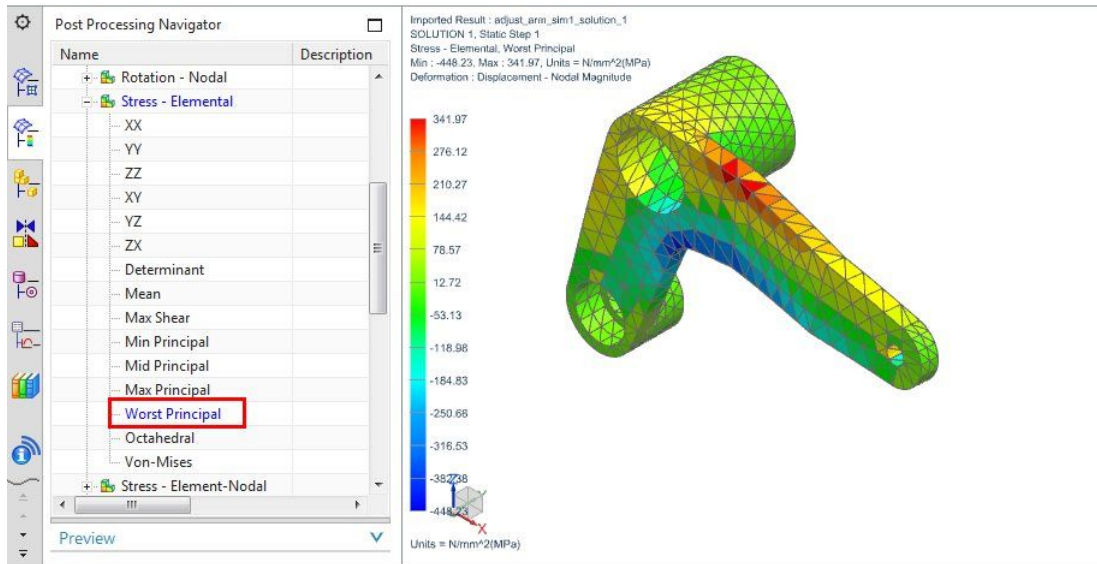 Post Processing Navigator
Name Description
Rotation - Nodal
Stress - Elemental
XX
YY
ZZ
XY
YZ
ZX
Determinant
Mean
Max Shear
Min Principal
Mid Principal
Max Principal
Worst Principal
Octahedral
Von-Mises
Stress - Element-Nodal
Preview
Imported Result : adjust_arm_sim1_solution_1
SOLUTION 1, Static Step 1
Stress - Elemental, Worst Principal
Min : -448.23, Max : 341.97, Units = N/mm^2(MPa)
Deformation : Displacement - Nodal Magnitude
341.97
276.12
210.27
144.42
78.57
12.72
-53.13
-118.98
-184.83
-250.68
-316.53
-382.38
-448.23
Z
Y
X
Units = N/mm^2(MPa)